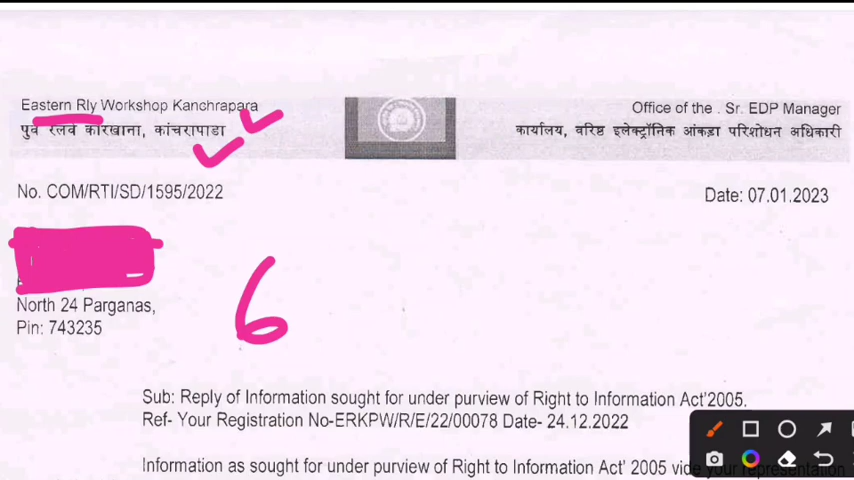 Eastern Rly Workshop Kanchrapara
Office of the . Sr. EDP Manager
पुर्व रेलवे कारखाना, कांचरापाडा
कार्यालय, वरिष्ठ इलेक्ट्रॉनिक आंकड़ा परिशोधन अधिकारी
No. COM/RTI/SD/1595/2022
Date: 07.01.2023
North 24 Parganas,
Pin: 743235
6
Sub: Reply of Information sought for under purview of Right to Information Act'2005.
Ref- Your Registration No-ERKPW/R/E/22/00078 Date- 24.12.2022
Information as sought for under purview of Right to Information Act' 2005 vide your representation